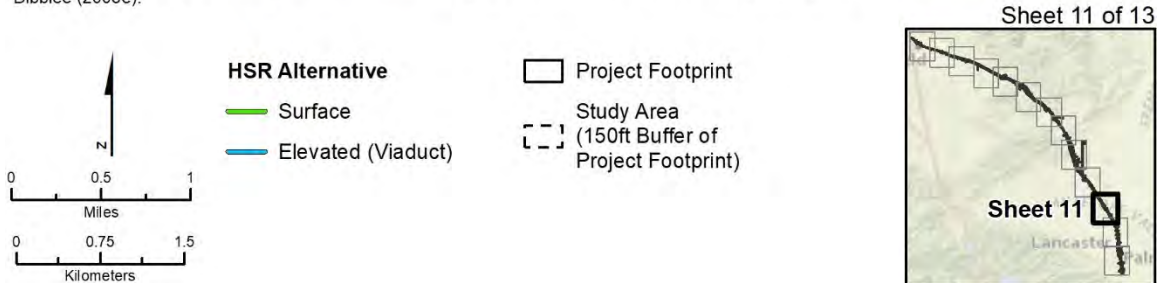 Dibblee (2008c).
Sheet 11 of 13
N
0 0.5 1
Miles
0 0.75 1.5
Kilometers
HSR Alternative
Surface
Elevated (Viaduct)
Project Footprint
Study Area
(150ft Buffer of
Project Footprint)
Sheet 11
Lancaster
Pal